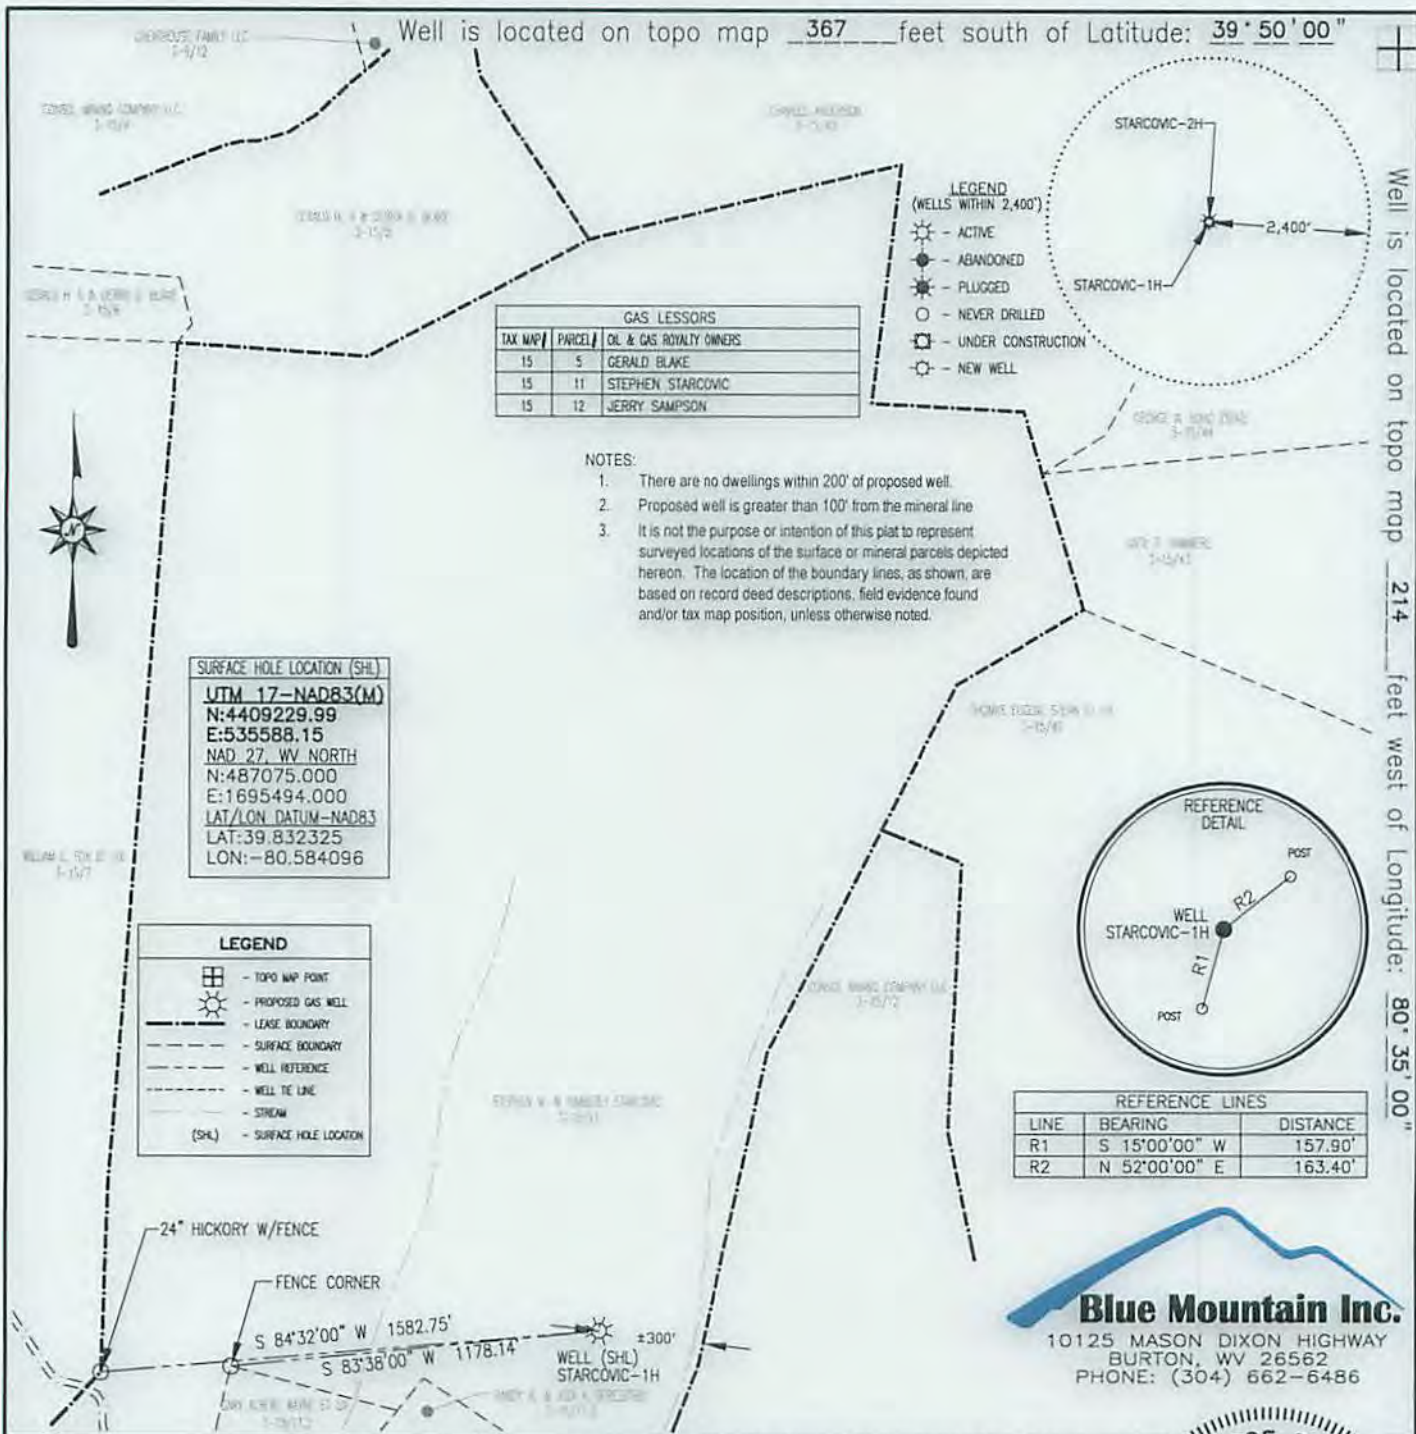 Well is located on topo map 367 feet south of Latitude: 39°50'00"
Well is located on topo map 214 feet west of Longitude: 80°35'00"
STARCOVIC-2H
2,400'
STARCOVIC-1H
LEGEND
(WELLS WITHIN 2,400')
- ACTIVE
- ABANDONED
- PLUGGED
- NEVER DRILLED
- UNDER CONSTRUCTION
- NEW WELL
GAS LESSORS
TAX MAP# PARCEL# OIL & GAS ROYALTY OWNERS
15 5 GERALD BLAKE
15 11 STEPHEN STARCOVIC
15 12 JERRY SAMPSON
NOTES:
1. There are no dwellings within 200' of proposed well.
2. Proposed well is greater than 100' from the mineral line
3. It is not the purpose or intention of this plat to represent
surveyed locations of the surface or mineral parcels depicted
hereon. The location of the boundary lines, as shown, are
based on record deed descriptions, field evidence found
and/or tax map position, unless otherwise noted.
N
SURFACE HOLE LOCATION (SHL)
UTM 17-NAD83(M)
N:4409229.99
E:535588.15
NAD 27, WV NORTH
N:487075.000
E:1695494.000
LAT/LON DATUM-NAD83
LAT:39.832325
LON:-80.584096
REFERENCE
DETAIL
POST
R2
WELL
STARCOVIC-1H
R1
POST
LEGEND
- TOPO MAP POINT
- PROPOSED GAS WELL
- LEASE BOUNDARY
- SURFACE BOUNDARY
- WELL REFERENCE
- WELL TIE LINE
- STREAM
(SHL) - SURFACE HOLE LOCATION
REFERENCE LINES
LINE BEARING DISTANCE
R1 S 15°00'00" W 157.90'
R2 N 52°00'00" E 163.40'
24" HICKORY W/FENCE
FENCE CORNER
S 84°32'00" W 1582.75'
S 83°38'00" W 1178.14'
±300'
WELL (SHL)
STARCOVIC-1H
Blue Mountain Inc.
10125 MASON DIXON HIGHWAY
BURTON, WV 26562
PHONE: (304) 662-6486